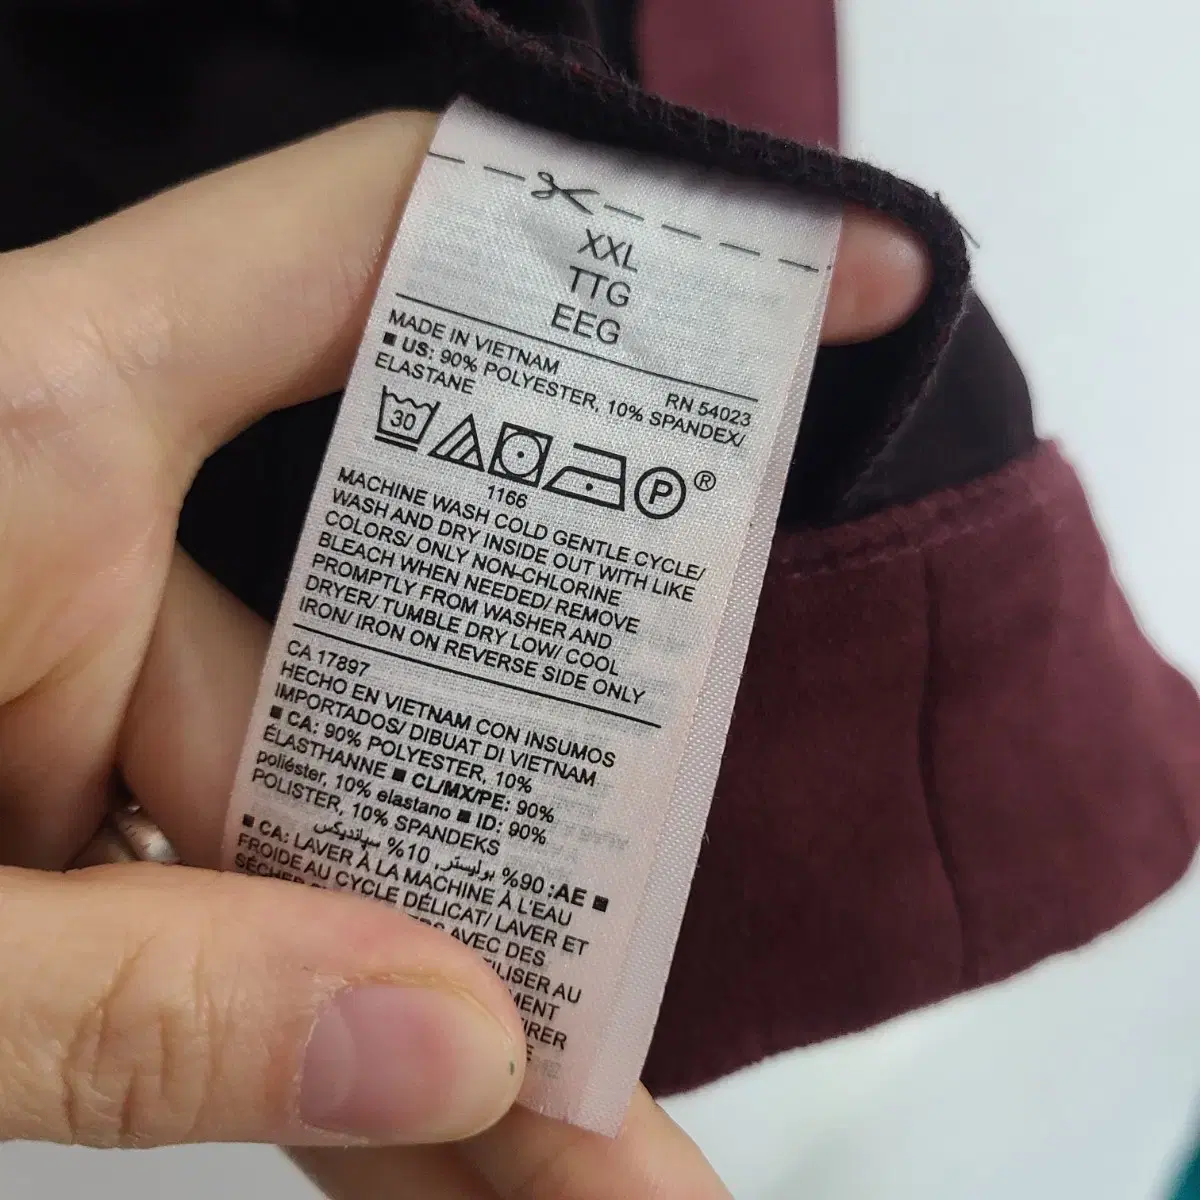 XXL
TTG
EEG
MADE IN VIETNAM
RN 54023
■ US: 90% POLYESTER, 10% SPANDEX/
ELASTANE
30
P ®
1166
MACHINE WASH COLD GENTLE CYCLE/
WASH AND DRY INSIDE OUT WITH LIKE
COLORS/ ONLY NON-CHLORINE
BLEACH WHEN NEEDED/ REMOVE
PROMPTLY FROM WASHER AND
DRYER/ TUMBLE DRY LOW/ COOL
IRON/ IRON ON REVERSE SIDE ONLY
CA 17897
HECHO EN VIETNAM CON INSUMOS
IMPORTADOS/ DIBUAT DI VIETNAM
■ CA: 90% POLYESTER, 10%
ÉLASTHANNE ■ CL/MX/PE: 90%
poliéster, 10% elastano ■ ID: 90%
POLISTER, 10% SPANDEKS
■ AE: 90% بوليستر, 10% سپانديكس
■ CA: LAVER À LA MACHINE À L'EAU
FROIDE AU CYCLE DÉLICAT/ LAVER ET
AVEC DES
AU